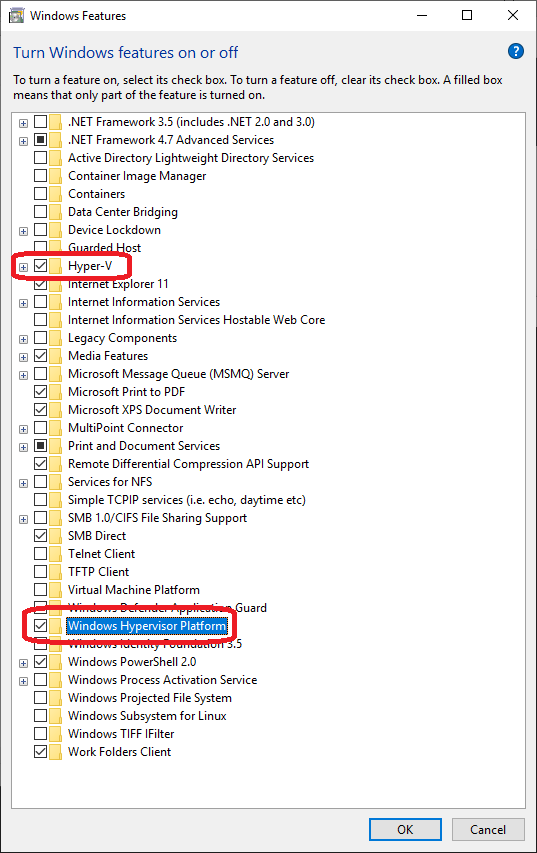 Windows Features
Turn Windows features on or off
?
To turn a feature on, select its check box. To turn a feature off, clear its check box. A filled box
means that only part of the feature is turned on.
.NET Framework 3.5 (includes .NET 2.0 and 3.0)
.NET Framework 4.7 Advanced Services
Active Directory Lightweight Directory Services
Container Image Manager
Containers
Data Center Bridging
Device Lockdown
Guarded Host
Hyper-V
Internet Explorer 11
Internet Information Services
Internet Information Services Hostable Web Core
Legacy Components
Media Features
Microsoft Message Queue (MSMQ) Server
Microsoft Print to PDF
Microsoft XPS Document Writer
MultiPoint Connector
Print and Document Services
Remote Differential Compression API Support
Services for NFS
Simple TCPIP services (i.e. echo, daytime etc)
SMB 1.0/CIFS File Sharing Support
SMB Direct
Telnet Client
TFTP Client
Virtual Machine Platform
Windows Defender Application Guard
Windows Hypervisor Platform
Windows Identity Foundation 3.5
Windows PowerShell 2.0
Windows Process Activation Service
Windows Projected File System
Windows Subsystem for Linux
Windows TIFF IFilter
Work Folders Client
OK
Cancel